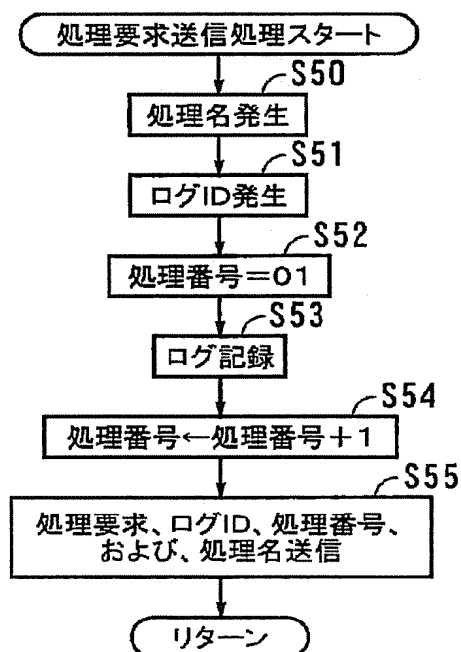 処理要求送信処理スタート
S50
処理名発生
S51
ログID発生
S52
処理番号=01
S53
ログ記録
S54
処理番号←処理番号+1
S55
処理要求、ログID、処理番号、
および、処理名送信
リターン